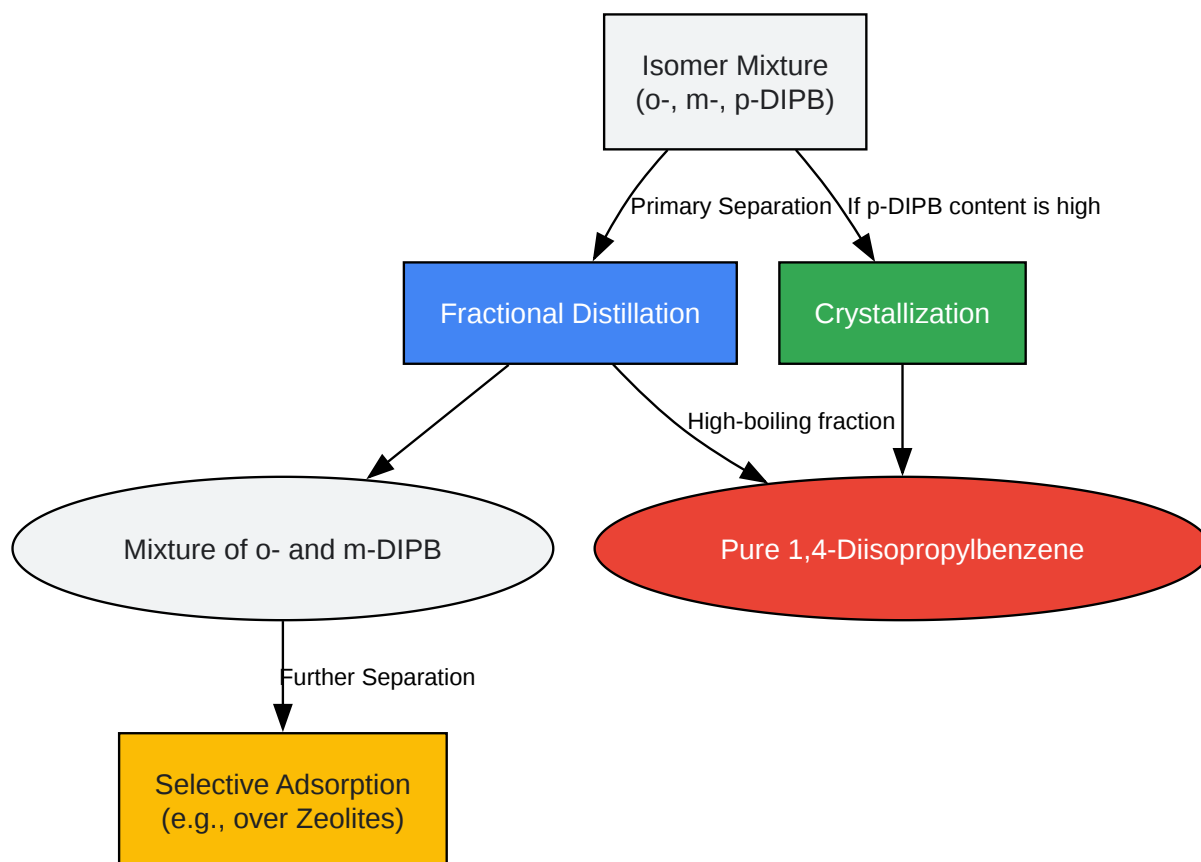 Isomer Mixture
(o-, m-, p-DIPB)
Primary Separation
If p-DIPB content is high
Fractional Distillation
Crystallization
High-boiling fraction
Mixture of o- and m-DIPB
Pure 1,4-Diisopropylbenzene
Further Separation
Selective Adsorption
(e.g., over Zeolites)